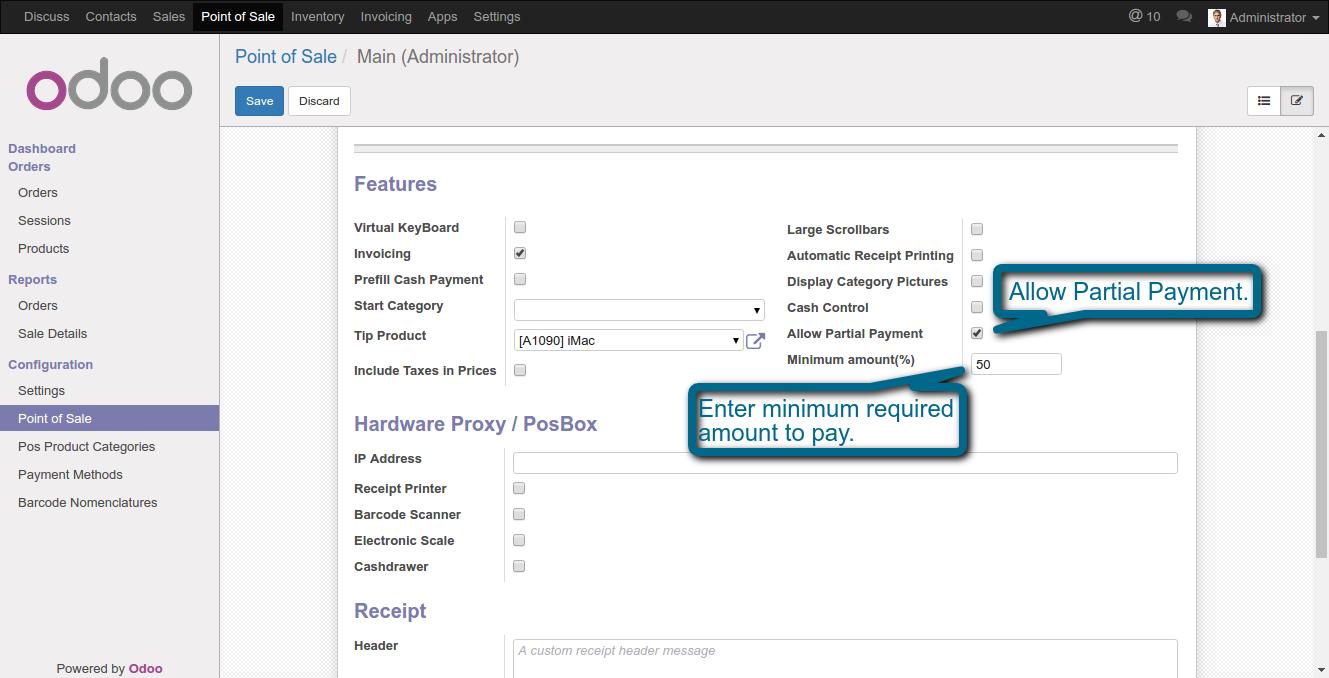 Discuss Contacts Sales Point of Sale Inventory Invoicing Apps Settings @ 10 Administrator
odoo
Point of Sale / Main (Administrator)
Save Discard
Dashboard
Orders
Orders
Sessions
Products
Reports
Orders
Sale Details
Configuration
Settings
Point of Sale
Pos Product Categories
Payment Methods
Barcode Nomenclatures
Powered by Odoo
Features
Virtual KeyBoard
Invoicing
Prefill Cash Payment
Start Category
Tip Product [A1090] iMac
Include Taxes in Prices
Large Scrollbars
Automatic Receipt Printing
Display Category Pictures
Cash Control
Allow Partial Payment
Minimum amount(%) 50
Allow Partial Payment.
Enter minimum required
amount to pay.
Hardware Proxy / PosBox
IP Address
Receipt Printer
Barcode Scanner
Electronic Scale
Cashdrawer
Receipt
Header A custom receipt header message